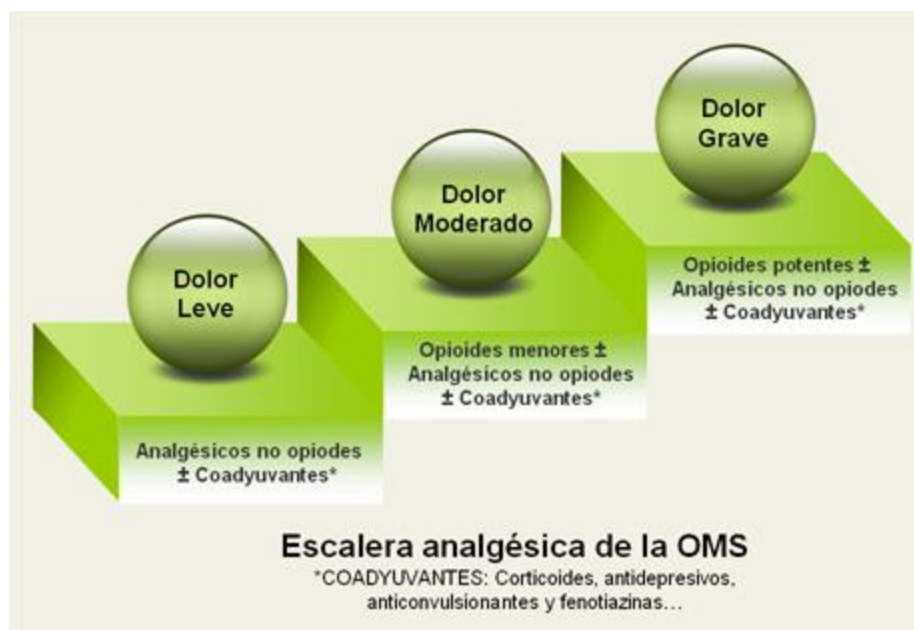 Dolor
Leve
Analgésicos no opiodes
± Coadyuvantes*
Dolor
Moderado
Opioides menores ±
Analgésicos no opiodes
± Coadyuvantes*
Dolor
Grave
Opioides potentes ±
Analgésicos no opiodes
± Coadyuvantes*
Escalera analgésica de la OMS
*COADYUVANTES: Corticoides, antidepresivos,
anticonvulsionantes y fenotiazinas...